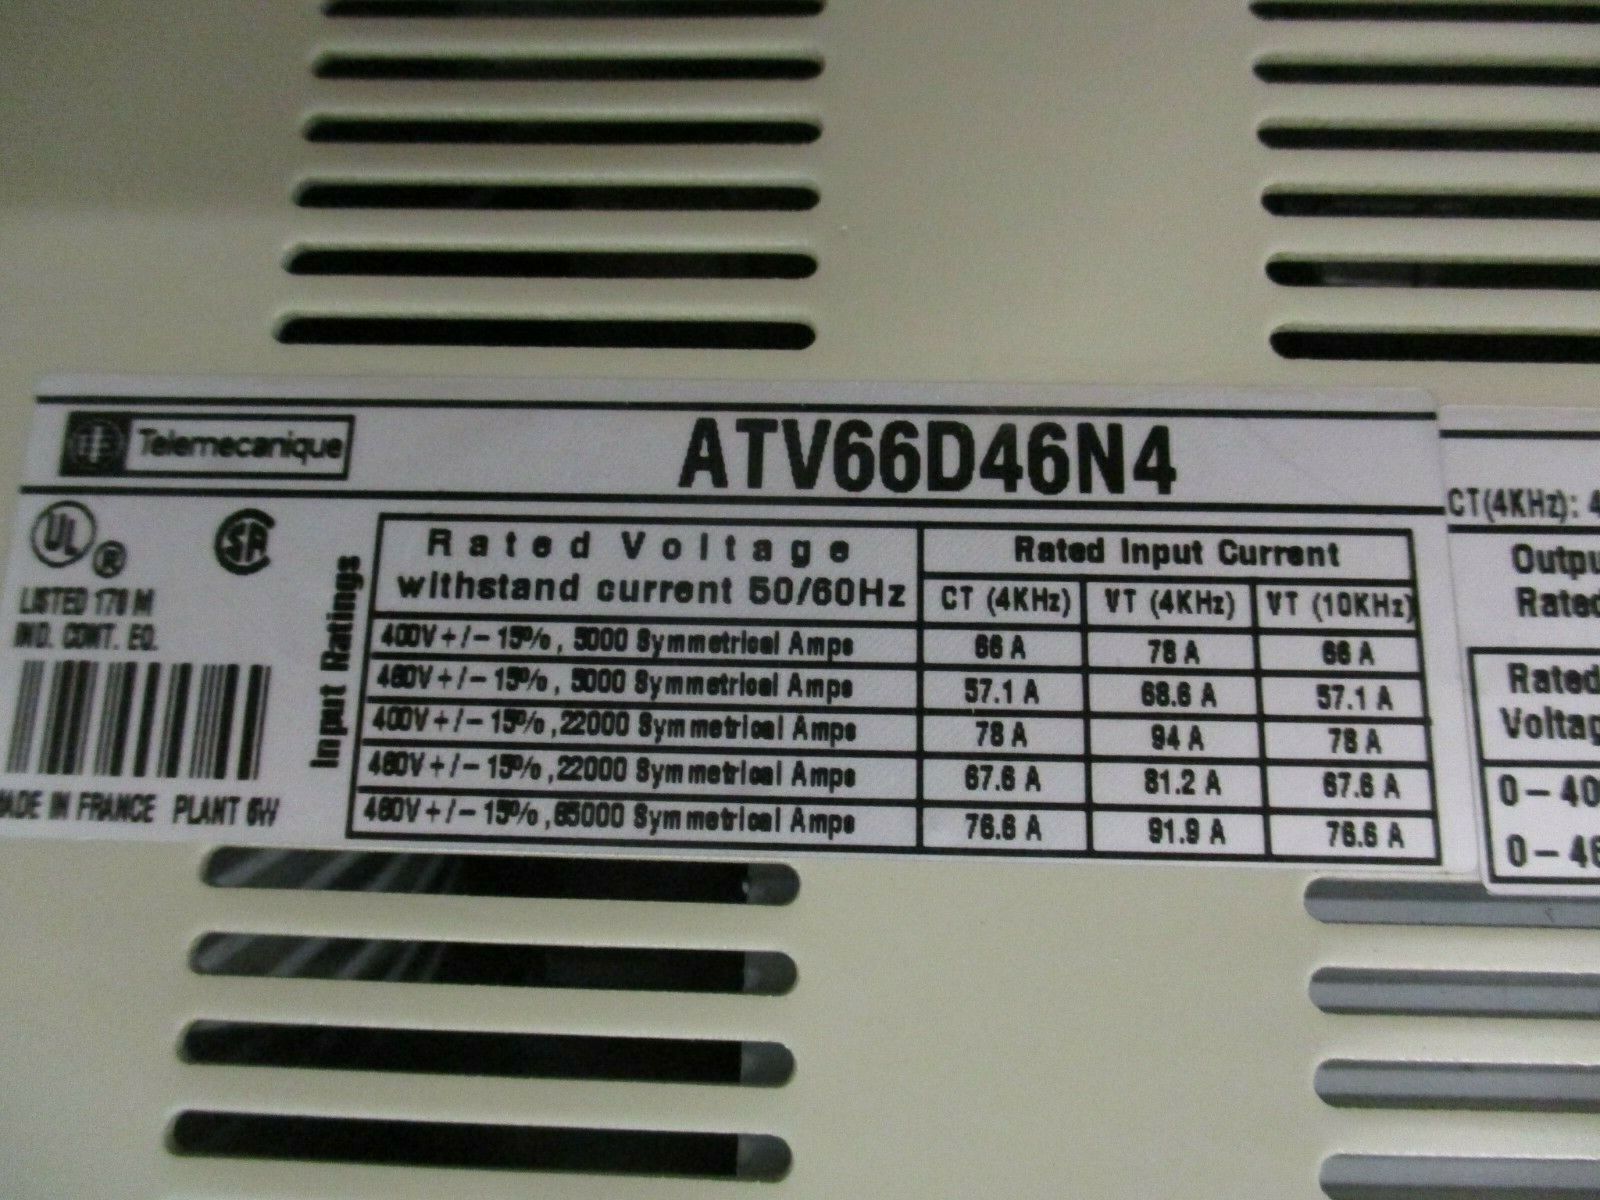 Telemecanique
ATV66D46N4
UL ®
SA
LISTED 170 M
IND. CONT. EQ.
MADE IN FRANCE PLANT 6W
Input Ratings
Rated Voltage
withstand current 50/60Hz
Rated Input Current
CT (4KHz) VT (4KHz) VT (10KHz)
400V+/-15%, 5000 Symmetrical Amps 66 A 78 A 66 A
460V+/-15%, 5000 Symmetrical Amps 57.1 A 68.6 A 57.1 A
400V+/-15%, 22000 Symmetrical Amps 78 A 94 A 78 A
460V+/-15%, 22000 Symmetrical Amps 67.6 A 81.2 A 67.6 A
460V+/-15%, 65000 Symmetrical Amps 76.6 A 91.9 A 76.6 A
CT(4KHz): 4
Outpu
Rated
Rated
Voltag
0-40
0-46